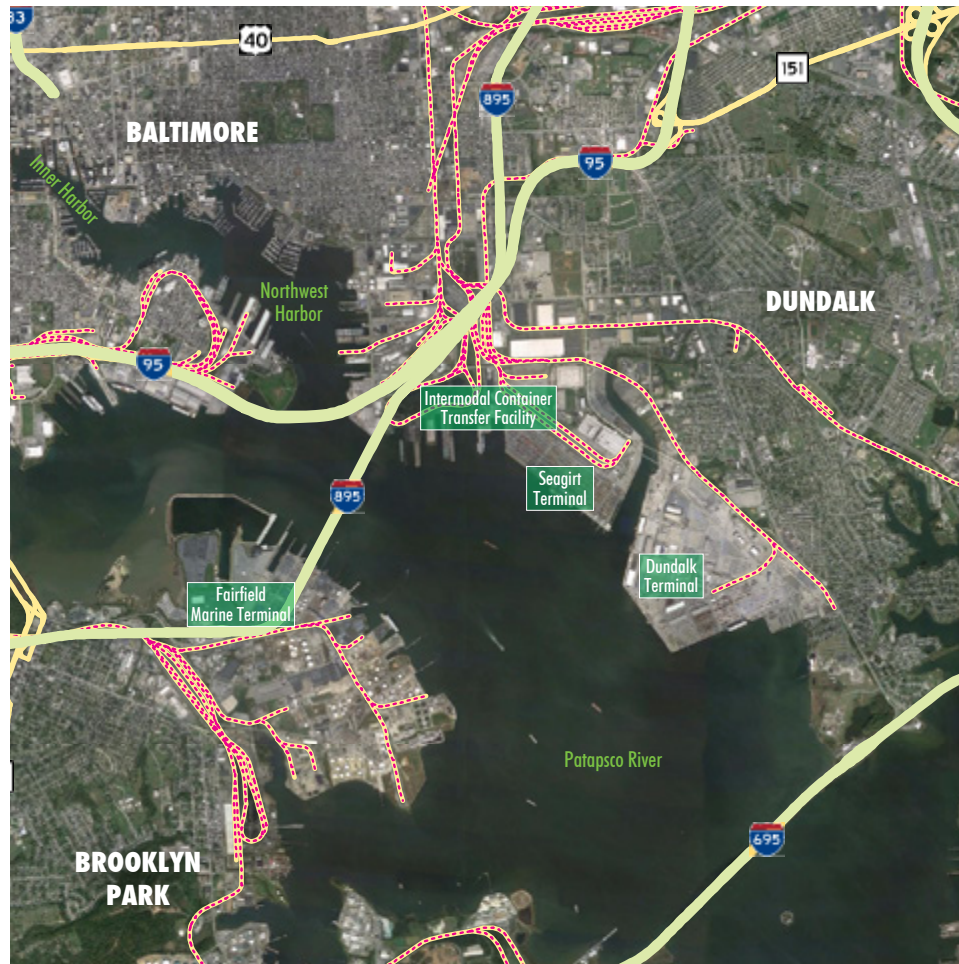 83
40
151
895
BALTIMORE
95
Inner Harbor
Northwest
Harbor
DUNDALK
95
Intermodal Container
Transfer Facility
Seagirt
Terminal
895
Dundalk
Terminal
Fairfield
Marine Terminal
Patapsco River
695
BROOKLYN
PARK